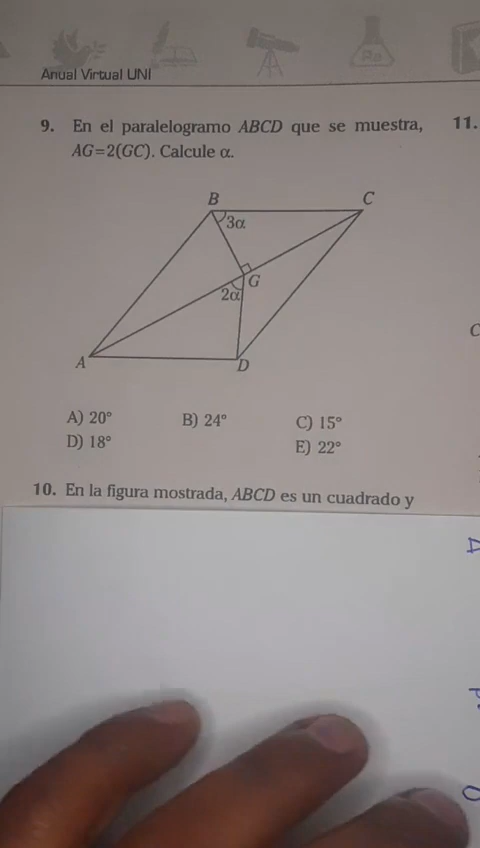 Ra
Anual Virtual UNI
9. En el paralelogramo ABCD que se muestra,
AG=2(GC). Calcule α.
B
C
3α
G
2α
A
D
A) 20° B) 24° C) 15°
D) 18° E) 22°
10. En la figura mostrada, ABCD es un cuadrado y
11.